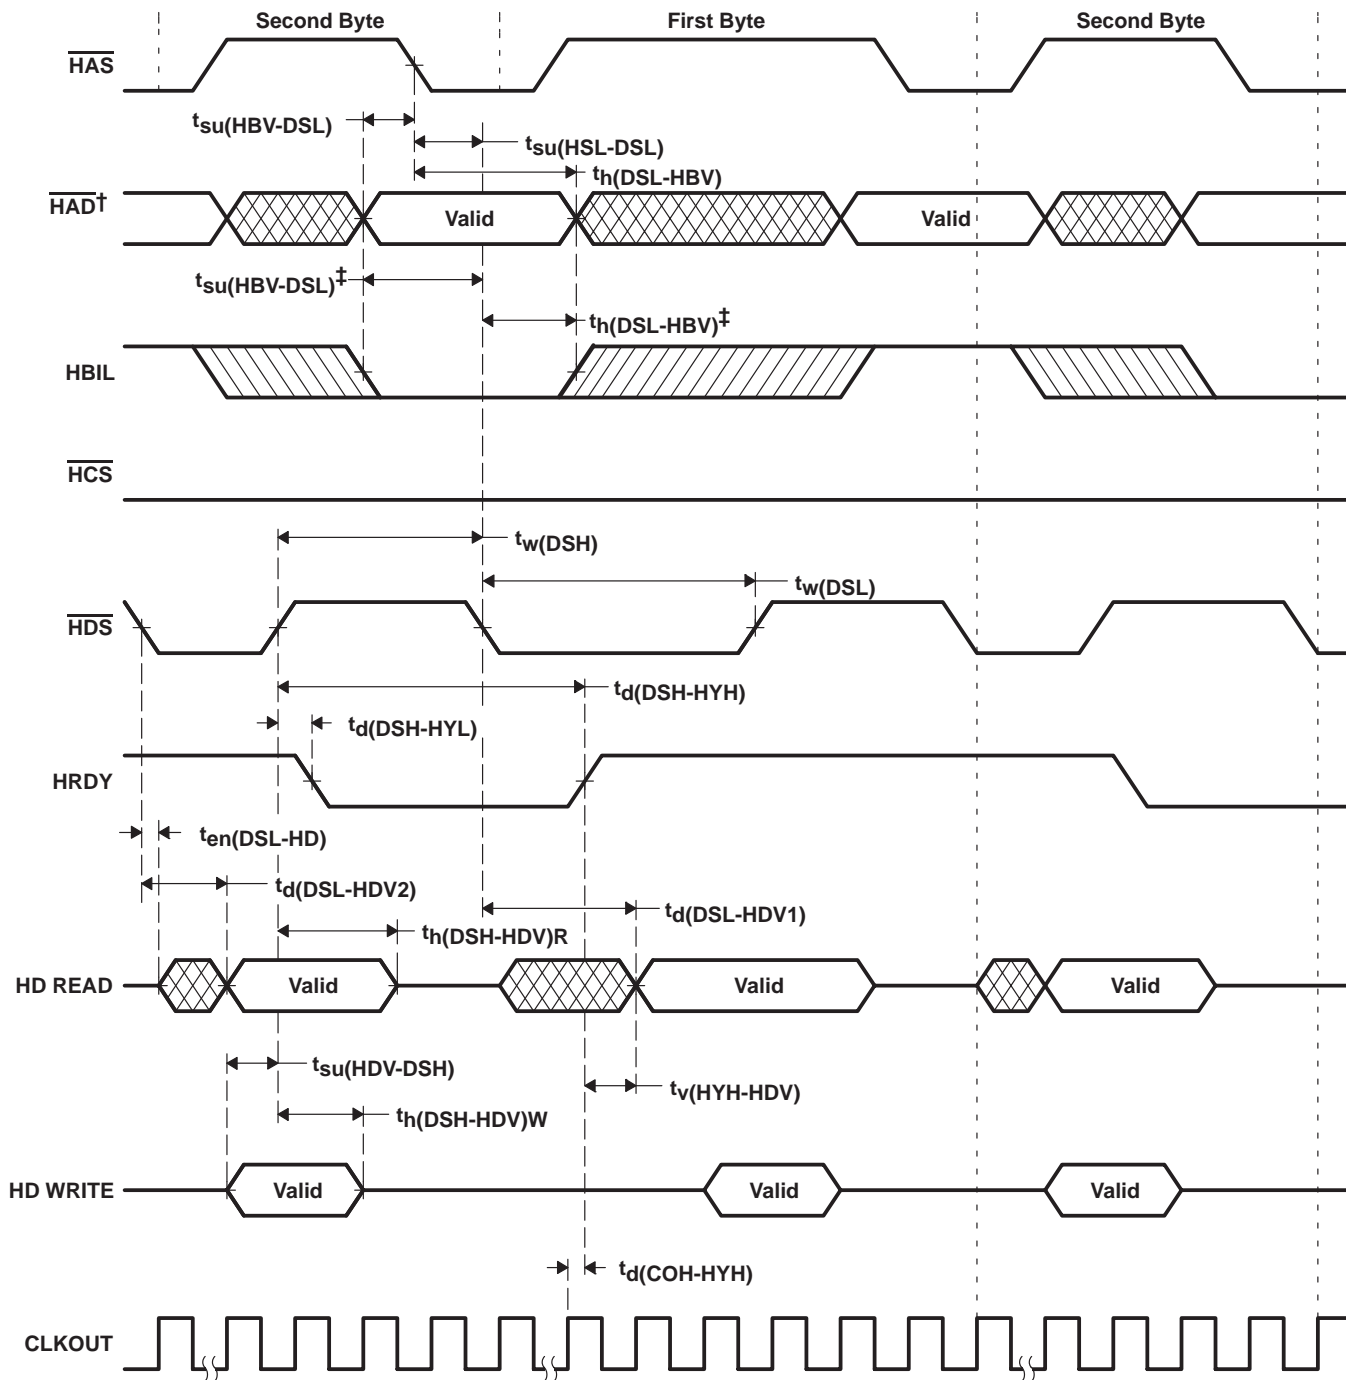 Second Byte First Byte Second Byte
HAS
tsu(HBV-DSL)
tsu(HSL-DSL)
th(DSL-HBV)
HAD†
Valid Valid
tsu(HBV-DSL)‡
th(DSL-HBV)‡
HBIL
HCS
tw(DSH)
tw(DSL)
HDS
td(DSH-HYH)
td(DSH-HYL)
HRDY
ten(DSL-HD)
td(DSL-HDV2)
td(DSL-HDV1)
th(DSH-HDV)R
HD READ Valid Valid Valid
tsu(HDV-DSH)
tv(HYH-HDV)
th(DSH-HDV)W
HD WRITE Valid Valid Valid
td(COH-HYH)
CLKOUT